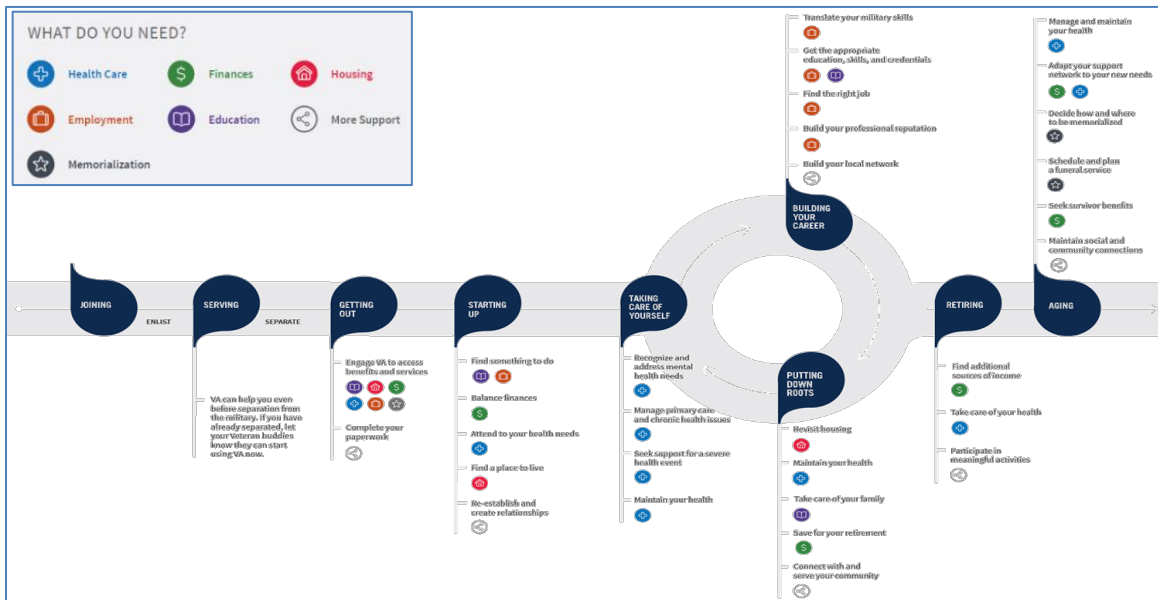 WHAT DO YOU NEED?
Health Care
Finances
Housing
Employment
Education
More Support
Memorialization
JOINING
ENLIST
SERVING
SEPARATE
VA can help you even
before separation from
the military. if you have
already separated, let
your Veteran buddies
know they can start
using VA now.
GETTING
OUT
Engage VA to access
benefits and services
Complete your
paperwork
STARTING
UP
Find something to do
Balance finances
Attend to your health needs
Find a place to live
Re-establish and
create relationships
TAKING
CARE OF
YOURSELF
Recognize and
address mental
health needs
Manage primary care
and chronic health issues
Seek support for a severe
health event
Maintain your health
Translate your military skills
Get the appropriate
education, skills, and credentials
Find the right job
Build your professional reputation
Build your local network
BUILDING
YOUR
CAREER
PUTTING
DOWN
ROOTS
Revisit housing
Maintain your health
Take care of your family
Save for your retirement
Connect with and
serve your community
RETIRING
Find additional
sources of income
Take care of your health
Participate in
meaningful activities
Manage and maintain
your health
Adapt your support
network to your new needs
Decide how and where
to be memorialized
Schedule and plan
a funeral service
Seek survivor benefits
Maintain social and
community connections
AGING